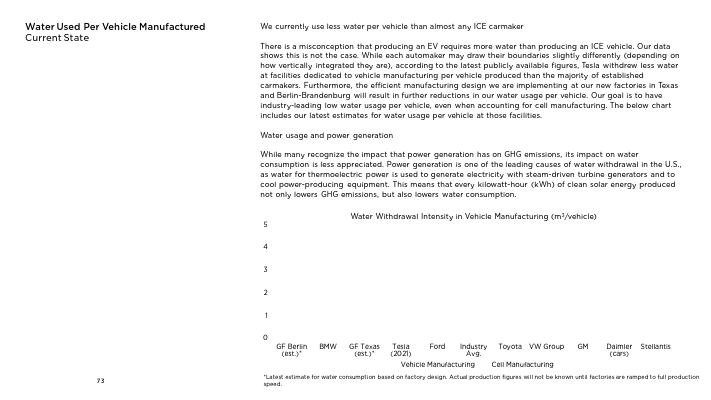 Water Used Per Vehicle Manufactured
Current State
We currently use less water per vehicle than almost any ICE carmaker
There is a misconception that producing an EV requires more water than producing an ICE vehicle. Our data
shows this is not the case. While each automaker may draw their boundaries slightly differently (depending on
how vertically integrated they are), according to the latest publicly available figures, Tesla withdrew less water
at facilities dedicated to vehicle manufacturing per vehicle produced than the majority of established
carmakers. Furthermore, the efficient manufacturing design we are implementing at our new factories in Texas
and Berlin-Brandenburg will result in further reductions in our water usage per vehicle. Our goal is to have
industry-leading low water usage per vehicle, even when accounting for cell manufacturing. The below chart
includes our latest estimates for water usage per vehicle at those facilities.
Water usage and power generation
While many recognize the impact that power generation has on GHG emissions, its impact on water
consumption is less appreciated. Power generation is one of the leading causes of water withdrawal in the U.S.,
as water for thermoelectric power is used to generate electricity with steam-driven turbine generators and to
cool power-producing equipment. This means that every kilowatt-hour (kWh) of clean solar energy produced
not only lowers GHG emissions, but also lowers water consumption.
Water Withdrawal Intensity in Vehicle Manufacturing (m³/vehicle)
5
4
3
2
1
0
GF Berlin BMW GF Texas Tesla Ford Industry Toyota VW Group GM Daimler Stellantis
(est.)* (est.)* (2021) Avg. (cars)
Vehicle Manufacturing Cell Manufacturing
*Latest estimate for water consumption based on factory design. Actual production figures will not be known until factories are ramped to full production
speed.
73